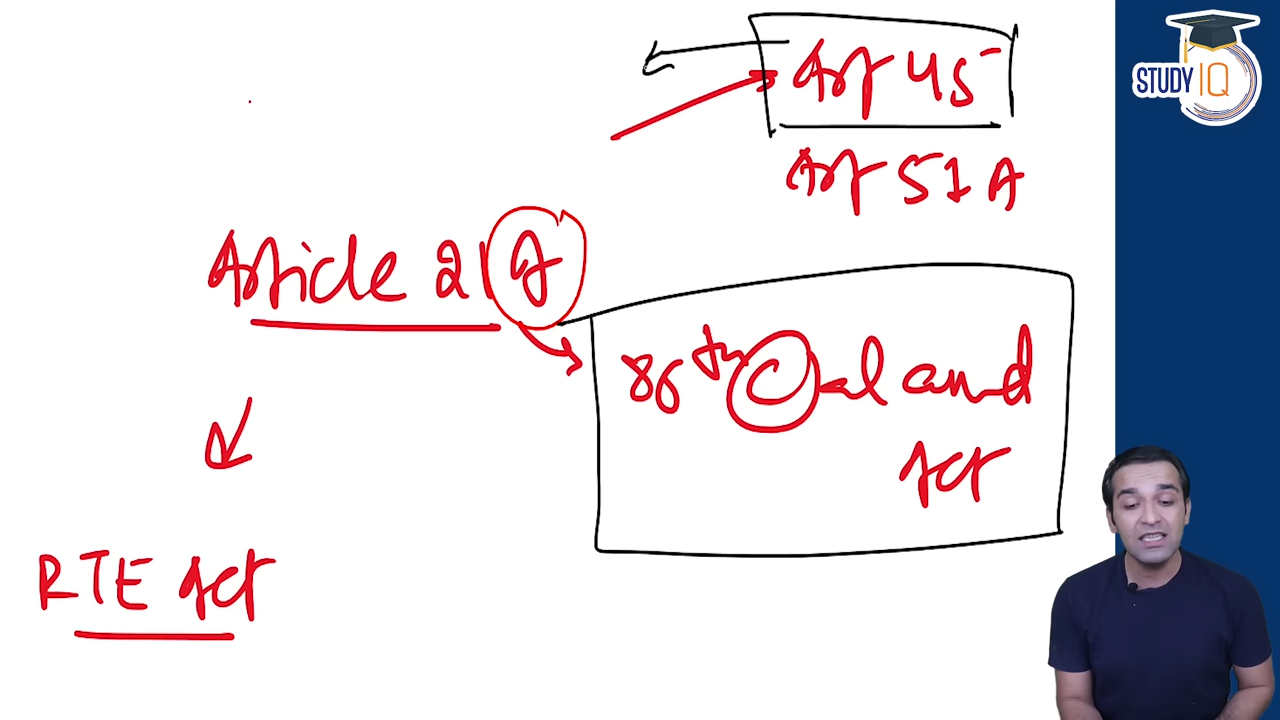 Art 45
Art 51A
STUDY IQ
Article 21A
86th Cal amd
Act
RTE Act